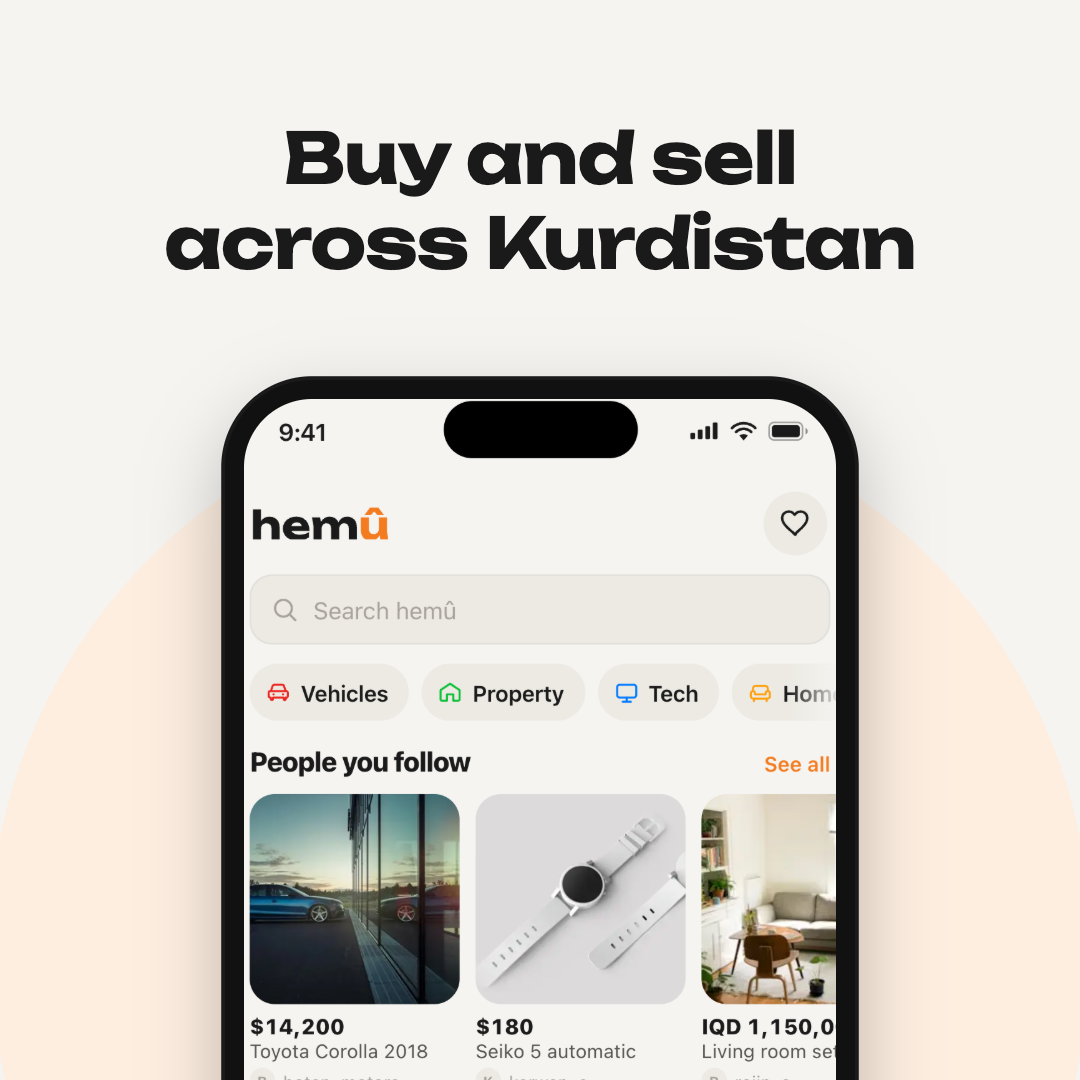 Buy and sell
across Kurdistan
9:41
hemû
Search hemû
Vehicles
Property
Tech
People you follow
See all
$14,200
$180
Toyota Corolla 2018
Seiko 5 automatic
Living room set